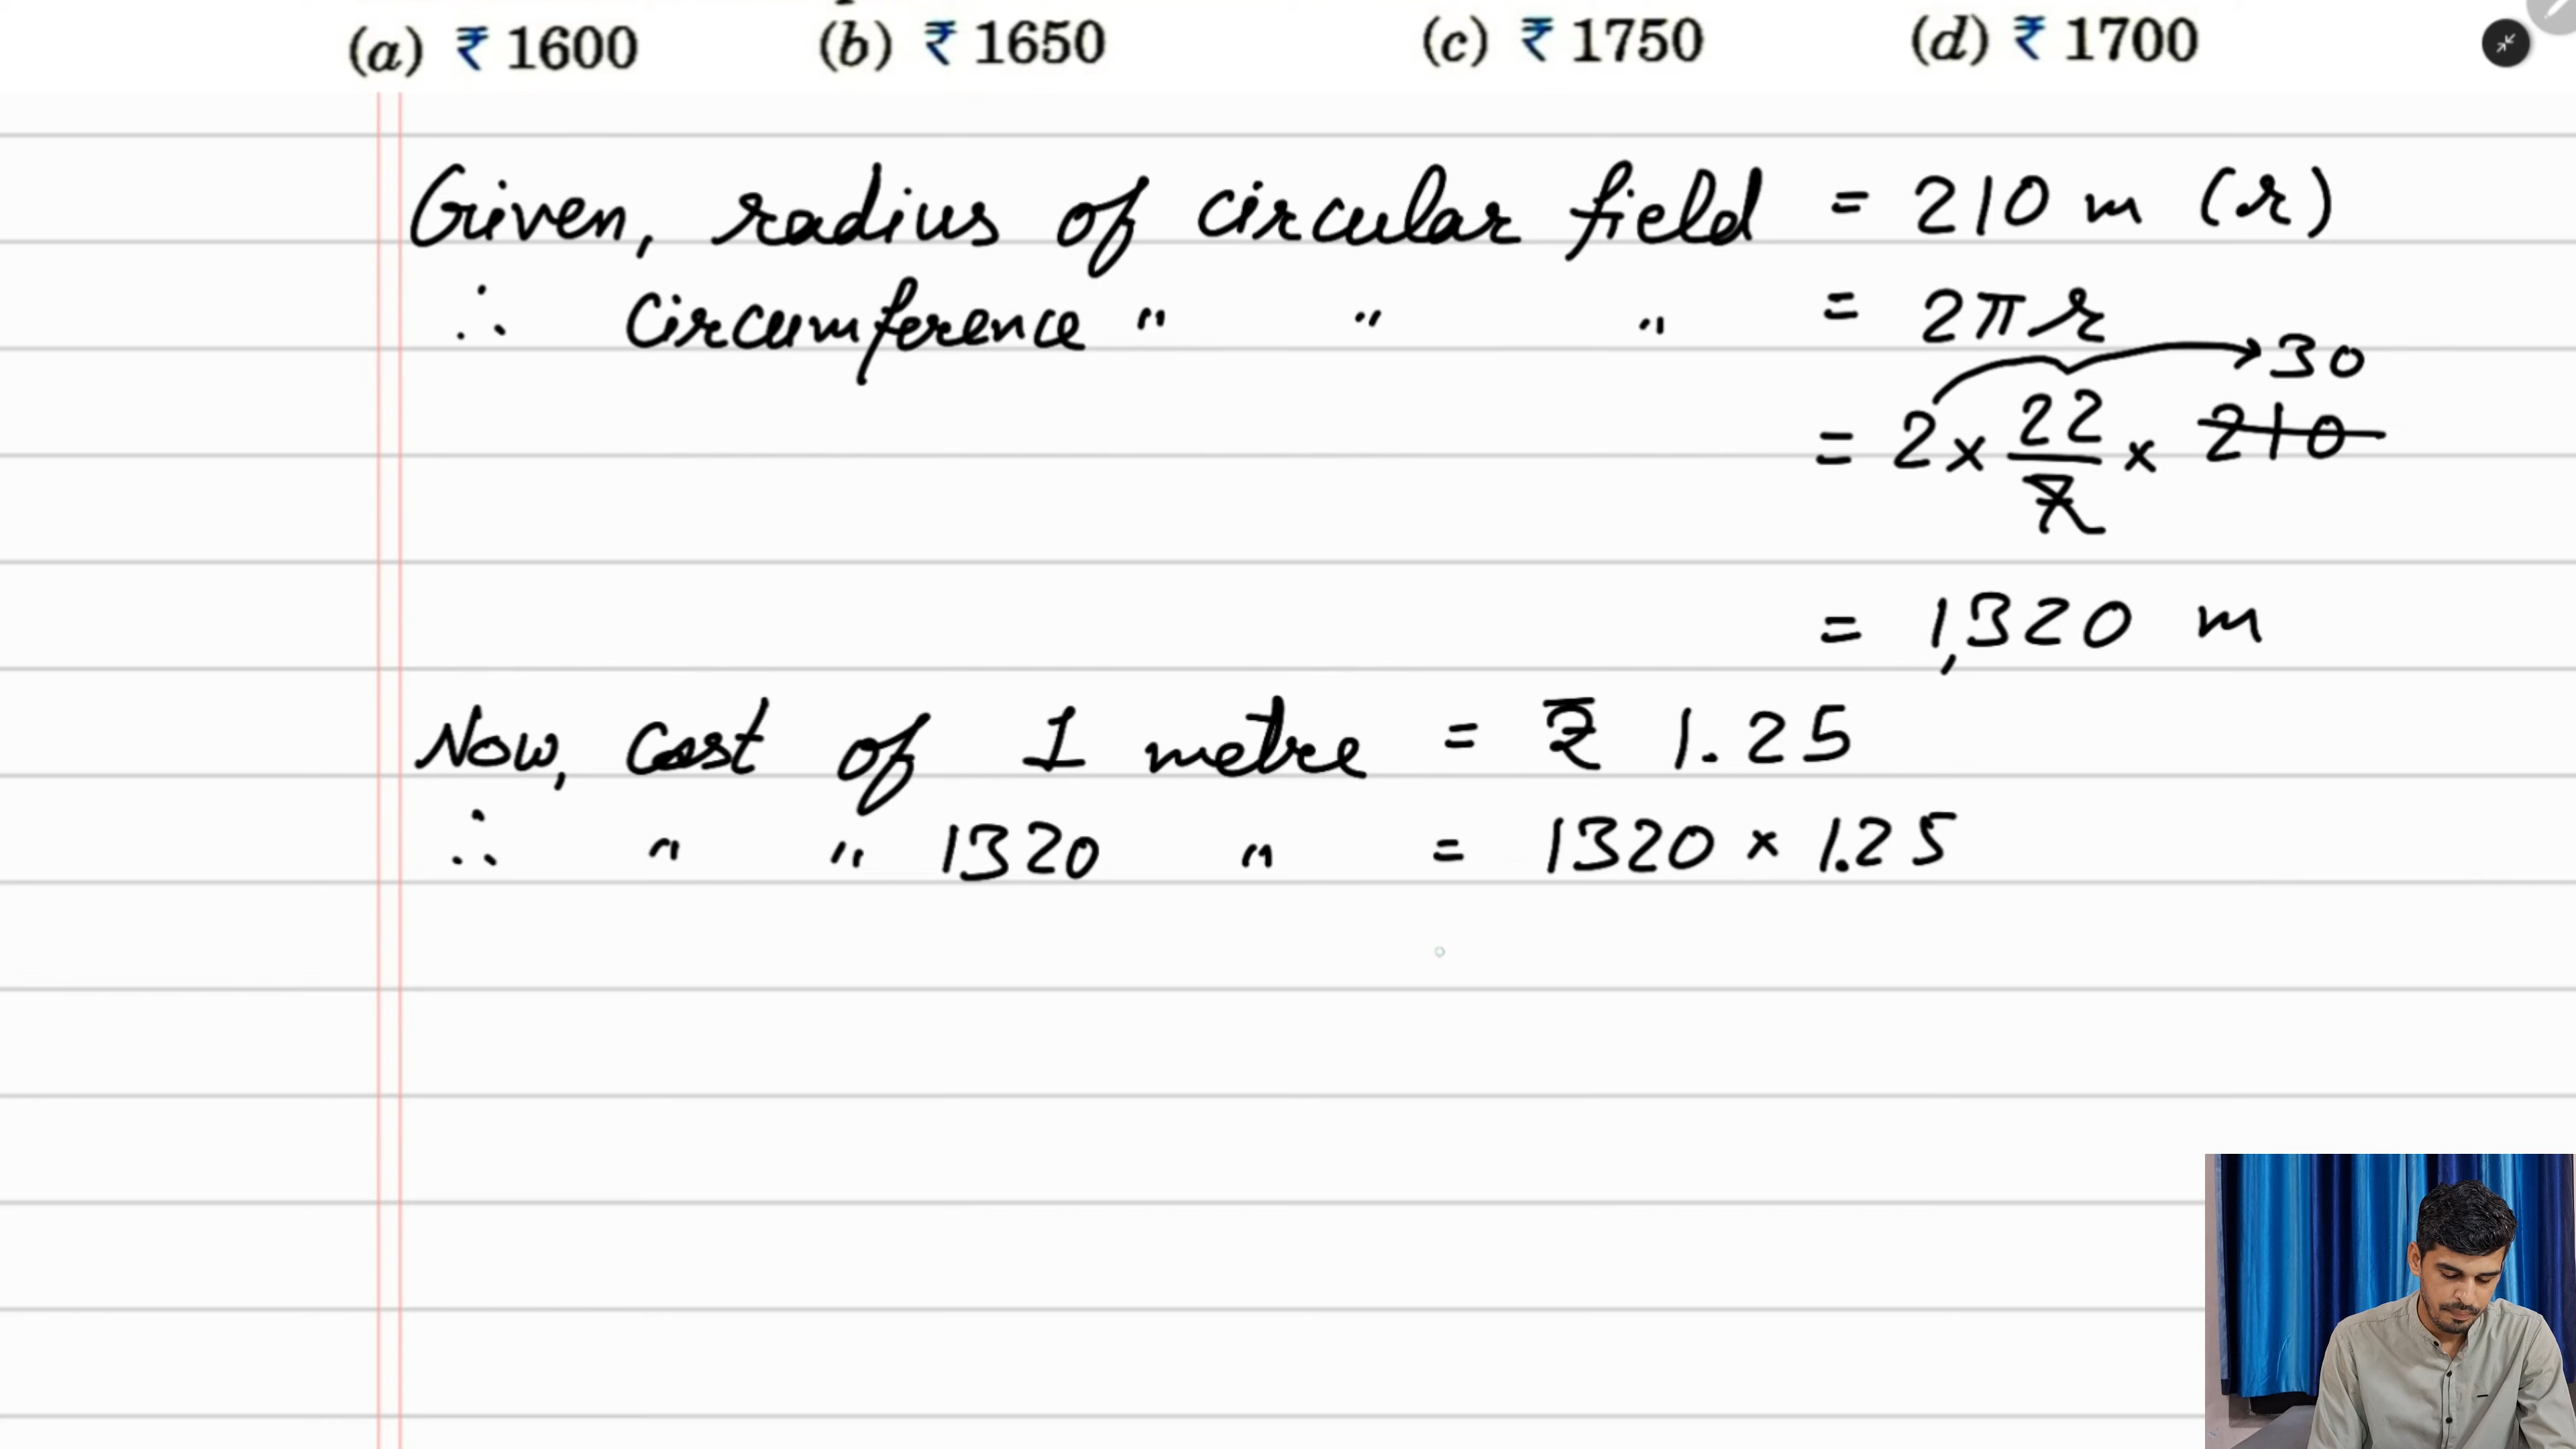 (a) ₹ 1600 (b) ₹ 1650 (c) ₹ 1750 (d) ₹ 1700
Given, radius of circular field = 210 m (r)
∴ Circumference " " " = 2πr
30
= 2 × 22/7 × 210
= 1,320 m
Now, Cost of 1 metre = ₹ 1.25
∴ " " 1320 " = 1320 × 1.25